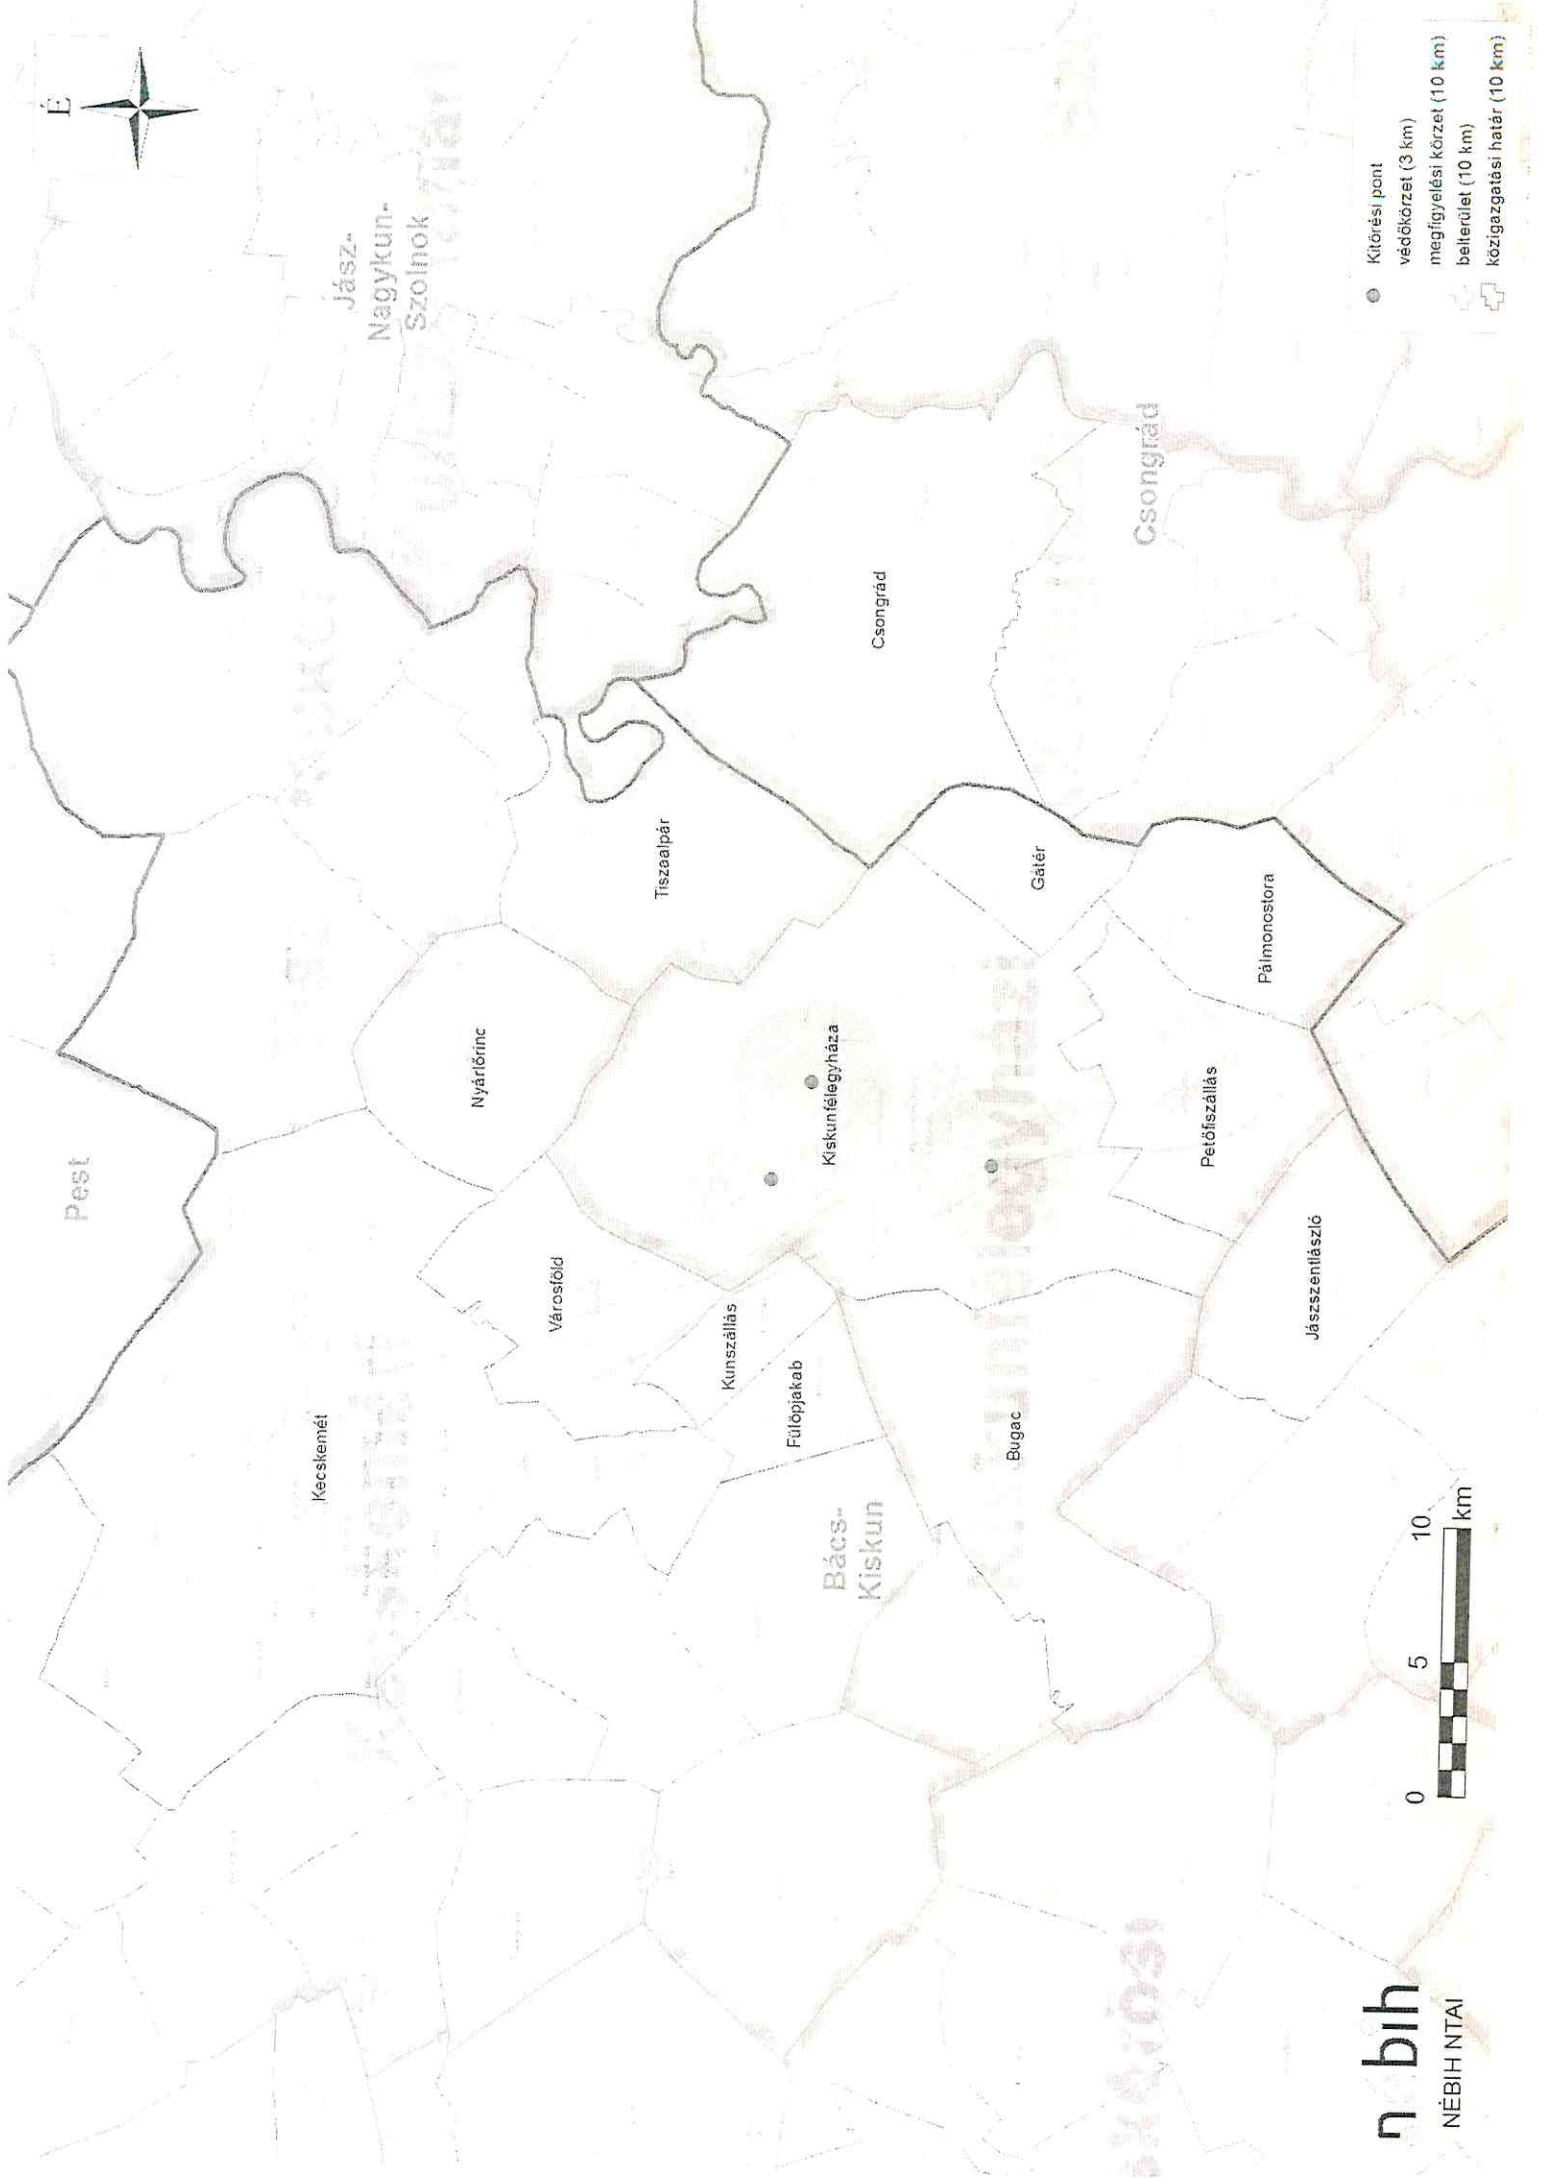 É
Pest
Jász-
Nagykun-
Szolnok
Kecskemét
Nyárlőrinc
Városföld
Tiszaalpár
Kunszállás
Fülöpjakab
Kiskunfélegyháza
Csongrád
Bács-
Kiskun
Bugac
Gátér
Csongrád
Petőfiszállás
Pálmonostora
Jászszentlászló
Kitörési pont
védőkörzet (3 km)
megfigyelési körzet (10 km)
belterület (10 km)
közigazgatási határ (10 km)
0 5 10
km
nebih
NÉBIH NTAI